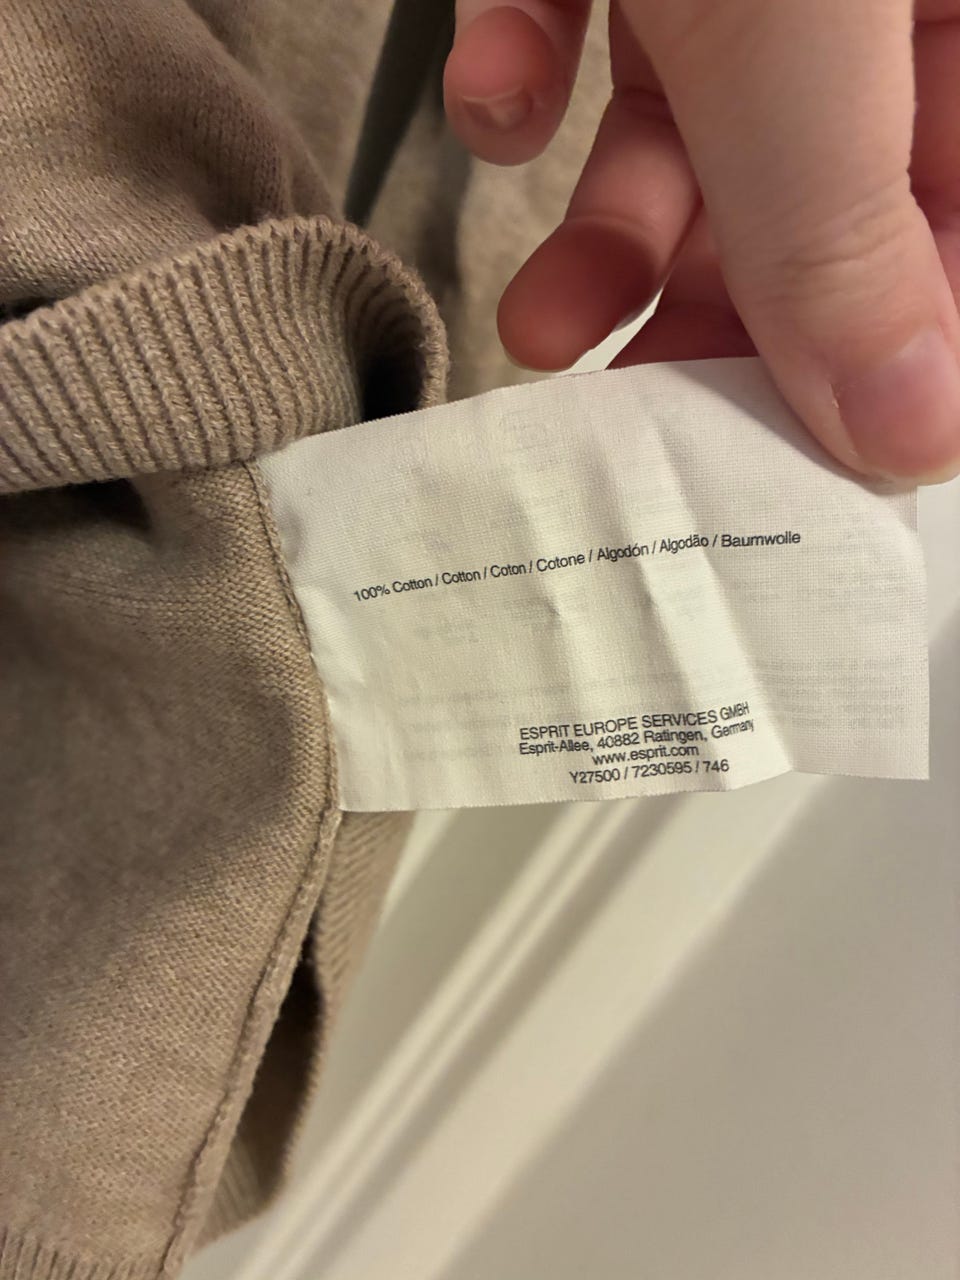 100% Cotton / Cotton / Coton / Cotone / Algodón / Algodão / Baumwolle
ESPRIT EUROPE SERVICES GMBH
Esprit-Allee, 40882 Ratingen, Germany
www.esprit.com
Y27500 / 7230595 / 746